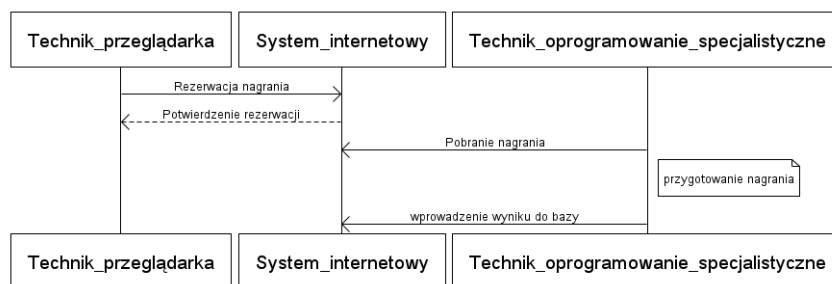 Technik_przeglądarka
System_internetowy
Technik_oprogramowanie_specjalistyczne
Rezerwacja nagrania
Potwierdzenie rezerwacji
Pobranie nagrania
przygotowanie nagrania
wprowadzenie wyniku do bazy
Technik_przeglądarka
System_internetowy
Technik_oprogramowanie_specjalistyczne